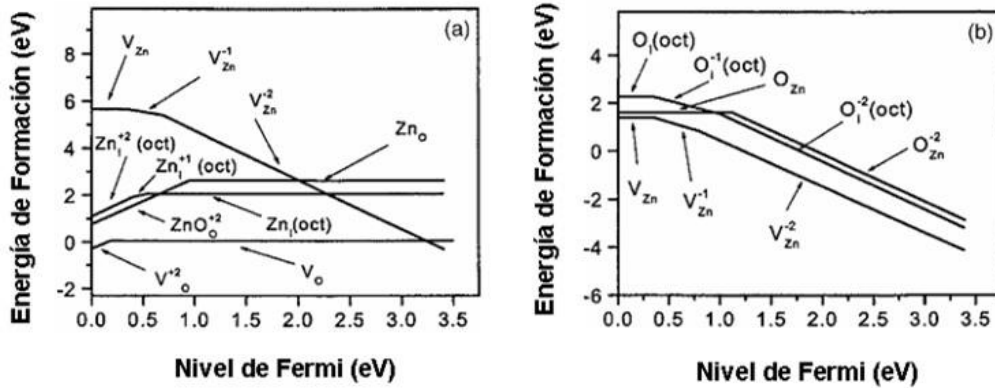 (a)
Energía de Formación (eV)
10
8
6
4
2
0
-2
V_Zn
V_Zn^-1
V_Zn^-2
Zn_O
Zn_i^+2 (oct)
Zn_i^+1 (oct)
ZnO_O^+2
Zn_i(oct)
V_O^+2
V_O
0.0 0.5 1.0 1.5 2.0 2.5 3.0 3.5
Nivel de Fermi (eV)
(b)
Energía de Formación (eV)
4
2
0
-2
-4
-6
O_i(oct)
O_i^-1(oct)
O_Zn
O_i^-2(oct)
O_Zn^-2
V_Zn
V_Zn^-1
V_Zn^-2
0.0 0.5 1.0 1.5 2.0 2.5 3.0 3.5
Nivel de Fermi (eV)